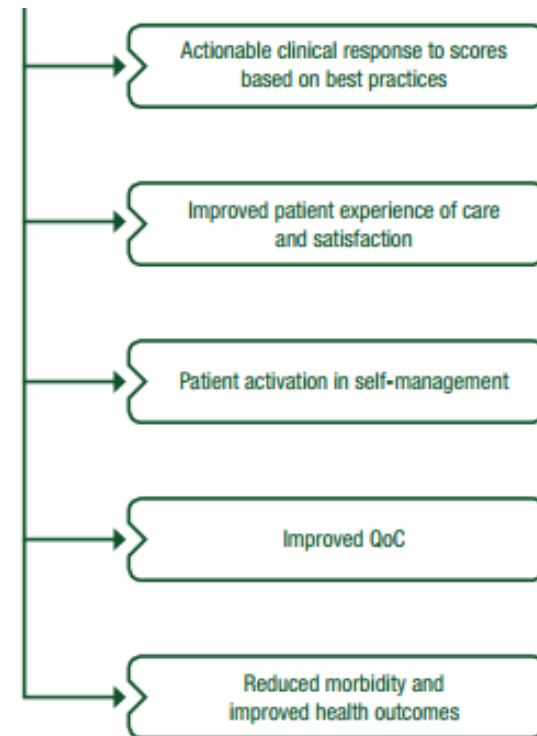 Actionable clinical response to scores
based on best practices
Improved patient experience of care
and satisfaction
Patient activation in self-management
Improved QoC
Reduced morbidity and
improved health outcomes